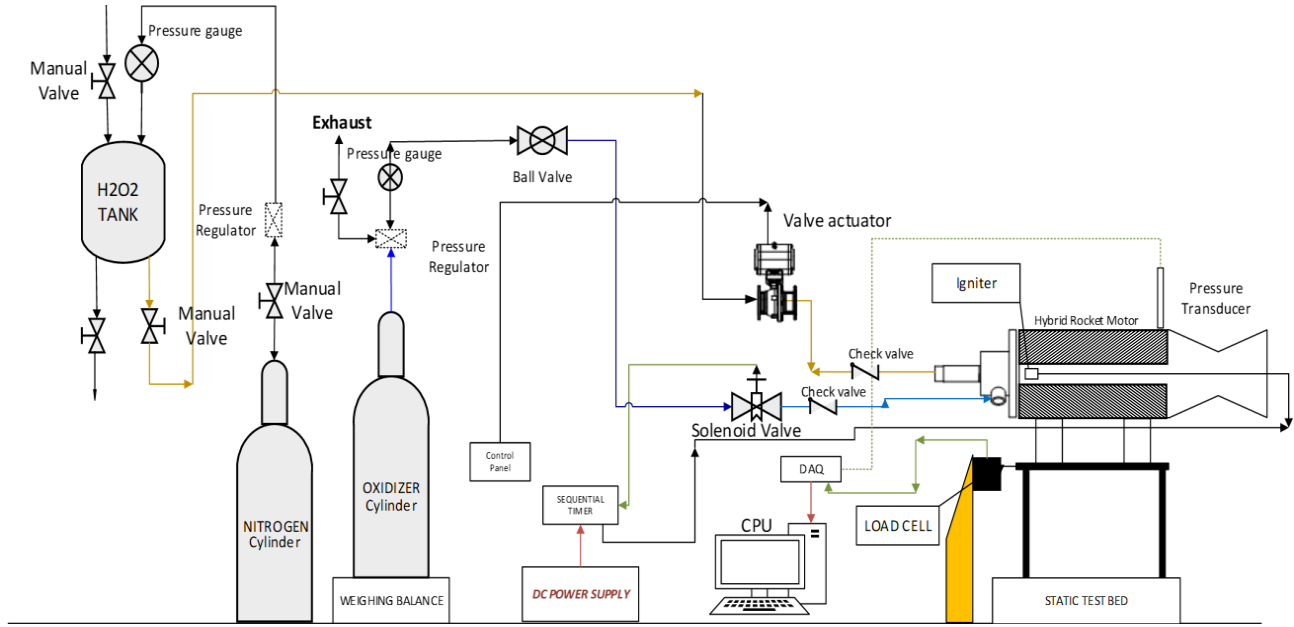 Pressure gauge
Manual
Valve
H2O2
TANK
Exhaust
Pressure gauge
Ball Valve
Pressure
Regulator
Pressure
Regulator
Valve actuator
Manual
Valve
Manual
Valve
Igniter
Pressure
Transducer
Hybrid Rocket Motor
Check valve
Check valve
Solenoid Valve
Control
Panel
DAQ
OXIDIZER
Cylinder
SEQUENTIAL
TIMER
NITROGEN
Cylinder
CPU
LOAD CELL
WEIGHING BALANCE
DC POWER SUPPLY
STATIC TEST BED